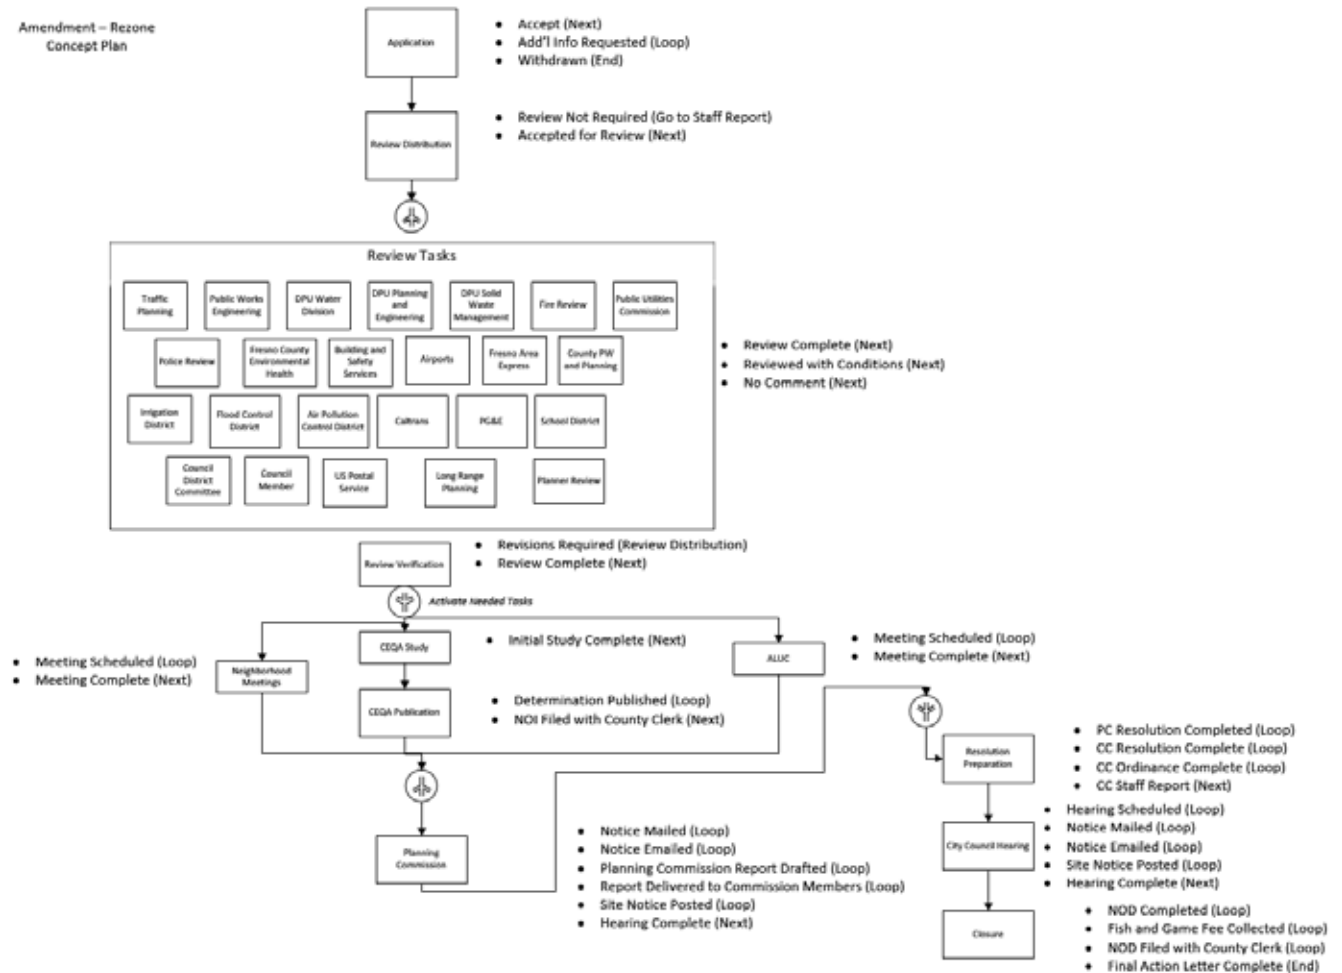 Amendment – Rezone
Concept Plan
Application
• Accept (Next)
• Add'l Info Requested (Loop)
• Withdrawn (End)
Review Distribution
• Review Not Required (Go to Staff Report)
• Accepted for Review (Next)
Review Tasks
Traffic
Planning
Public Works
Engineering
DPU Water
Division
DPU Planning
and
Engineering
DPU Solid
Waste
Management
Fire Review
Public Utilities
Commission
Police Review
Fresno County
Environmental
Health
Building and
Safety
Services
Airports
Fresno Area
Express
County PW
and Planning
• Review Complete (Next)
• Reviewed with Conditions (Next)
• No Comment (Next)
Irrigation
District
Flood Control
District
Air Pollution
Control District
Caltrans
PG&E
School District
Council
District
Committee
Council
Member
US Postal
Service
Long Range
Planning
Planner Review
Review Verification
• Revisions Required (Review Distribution)
• Review Complete (Next)
Activate Needed Tasks
• Meeting Scheduled (Loop)
• Meeting Complete (Next)
Neighborhood
Meetings
CEQA Study
• Initial Study Complete (Next)
ALUC
• Meeting Scheduled (Loop)
• Meeting Complete (Next)
CEQA Publication
• Determination Published (Loop)
• NOI Filed with County Clerk (Next)
Resolution
Preparation
• PC Resolution Completed (Loop)
• CC Resolution Complete (Loop)
• CC Ordinance Complete (Loop)
• CC Staff Report (Next)
Planning
Commission
• Notice Mailed (Loop)
• Notice Emailed (Loop)
• Planning Commission Report Drafted (Loop)
• Report Delivered to Commission Members (Loop)
• Site Notice Posted (Loop)
• Hearing Complete (Next)
City Council Hearing
• Hearing Scheduled (Loop)
• Notice Mailed (Loop)
• Notice Emailed (Loop)
• Site Notice Posted (Loop)
• Hearing Complete (Next)
Closure
• NOD Completed (Loop)
• Fish and Game Fee Collected (Loop)
• NOD Filed with County Clerk (Loop)
• Final Action Letter Complete (End)